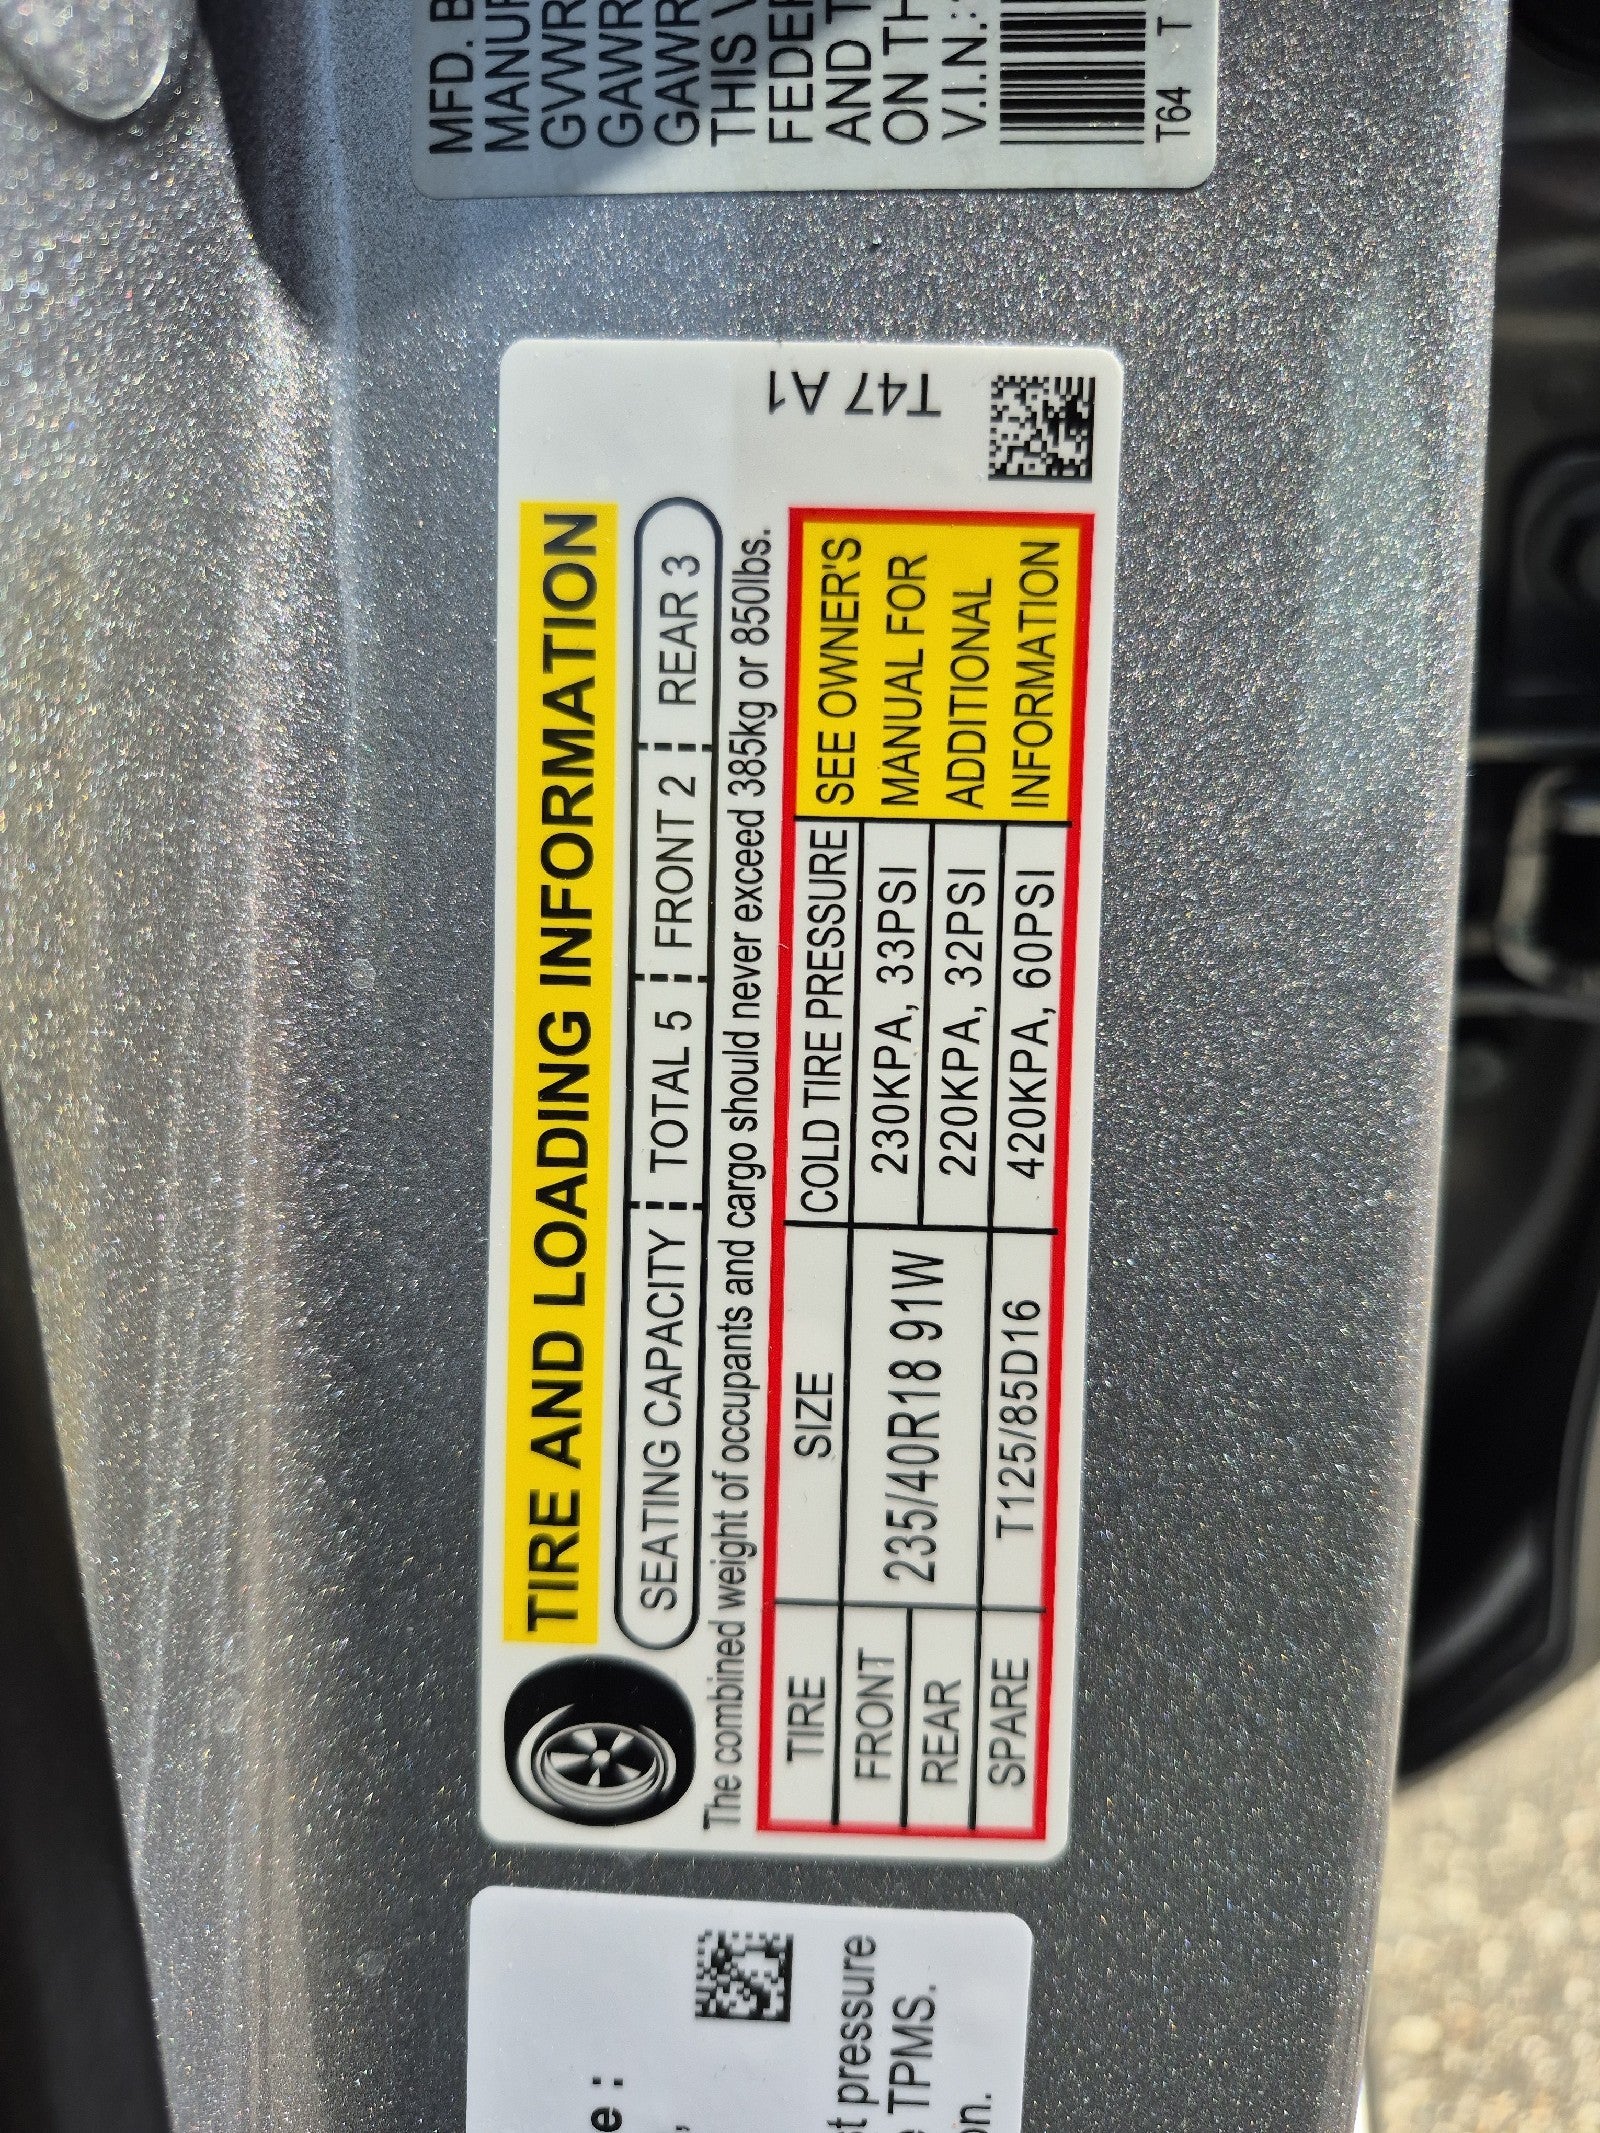 MFD. B
MANUF
GVWR
GAWR
GAWR
THIS V
FEDER
AND T
ON TH
V.I.N.:
T64 T
TIRE AND LOADING INFORMATION
SEATING CAPACITY TOTAL 5 FRONT 2 REAR 3
The combined weight of occupants and cargo should never exceed 385kg or 850lbs.
TIRE SIZE COLD TIRE PRESSURE SEE OWNER'S
FRONT 235/40R18 91W 230KPA, 33PSI MANUAL FOR
REAR 220KPA, 32PSI ADDITIONAL
SPARE T125/85D16 420KPA, 60PSI INFORMATION
T47 A1
e :
,
t pressure
TPMS.
on.